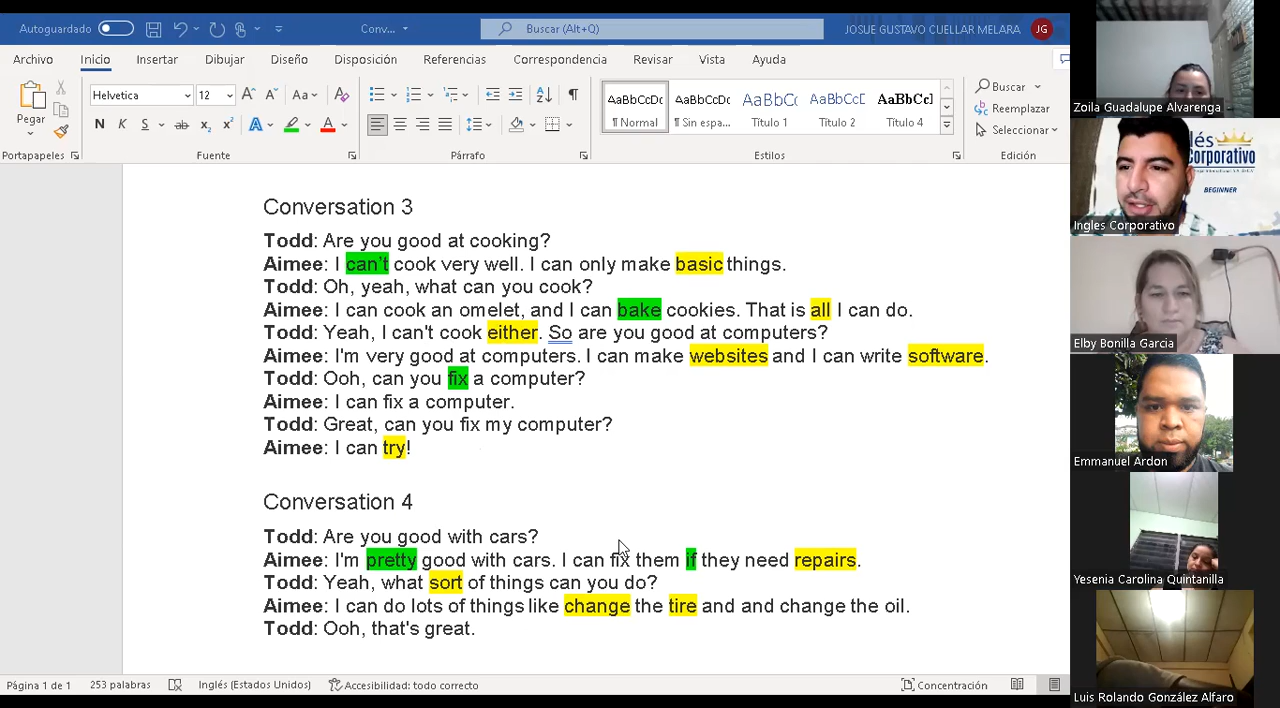 Autoguardado
Conv...
Buscar (Alt+Q)
JOSUE GUSTAVO CUELLAR MELARA
JG
Archivo Inicio Insertar Dibujar Diseño Disposición Referencias Correspondencia Revisar Vista Ayuda
Pegar
Helvetica 12
N K S ab
AaBbCcDc AaBbCcDc AaBbCc AaBbCcD AaBbCcI
¶ Normal ¶ Sin espa... Título 1 Título 2 Título 4
Buscar
Reemplazar
Seleccionar
Portapapeles Fuente Párrafo Estilos Edición
Conversation 3
Todd: Are you good at cooking?
Aimee: I can't cook very well. I can only make basic things.
Todd: Oh, yeah, what can you cook?
Aimee: I can cook an omelet, and I can bake cookies. That is all I can do.
Todd: Yeah, I can't cook either. So are you good at computers?
Aimee: I'm very good at computers. I can make websites and I can write software.
Todd: Ooh, can you fix a computer?
Aimee: I can fix a computer.
Todd: Great, can you fix my computer?
Aimee: I can try!
Conversation 4
Todd: Are you good with cars?
Aimee: I'm pretty good with cars. I can fix them if they need repairs.
Todd: Yeah, what sort of things can you do?
Aimee: I can do lots of things like change the tire and and change the oil.
Todd: Ooh, that's great.
Página 1 de 1 253 palabras Inglés (Estados Unidos) Accesibilidad: todo correcto Concentración
Zoila Guadalupe Alvarenga
lés
Corporativo
BEGINNER
Ingles Corporativo
Elby Bonilla Garcia
Emmanuel Ardon
Yesenia Carolina Quintanilla
Luis Rolando González Alfaro